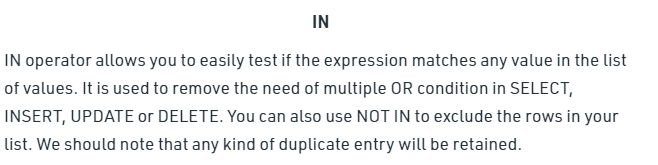 IN
IN operator allows you to easily test if the expression matches any value in the list
of values. It is used to remove the need of multiple OR condition in SELECT,
INSERT, UPDATE or DELETE. You can also use NOT IN to exclude the rows in your
list. We should note that any kind of duplicate entry will be retained.